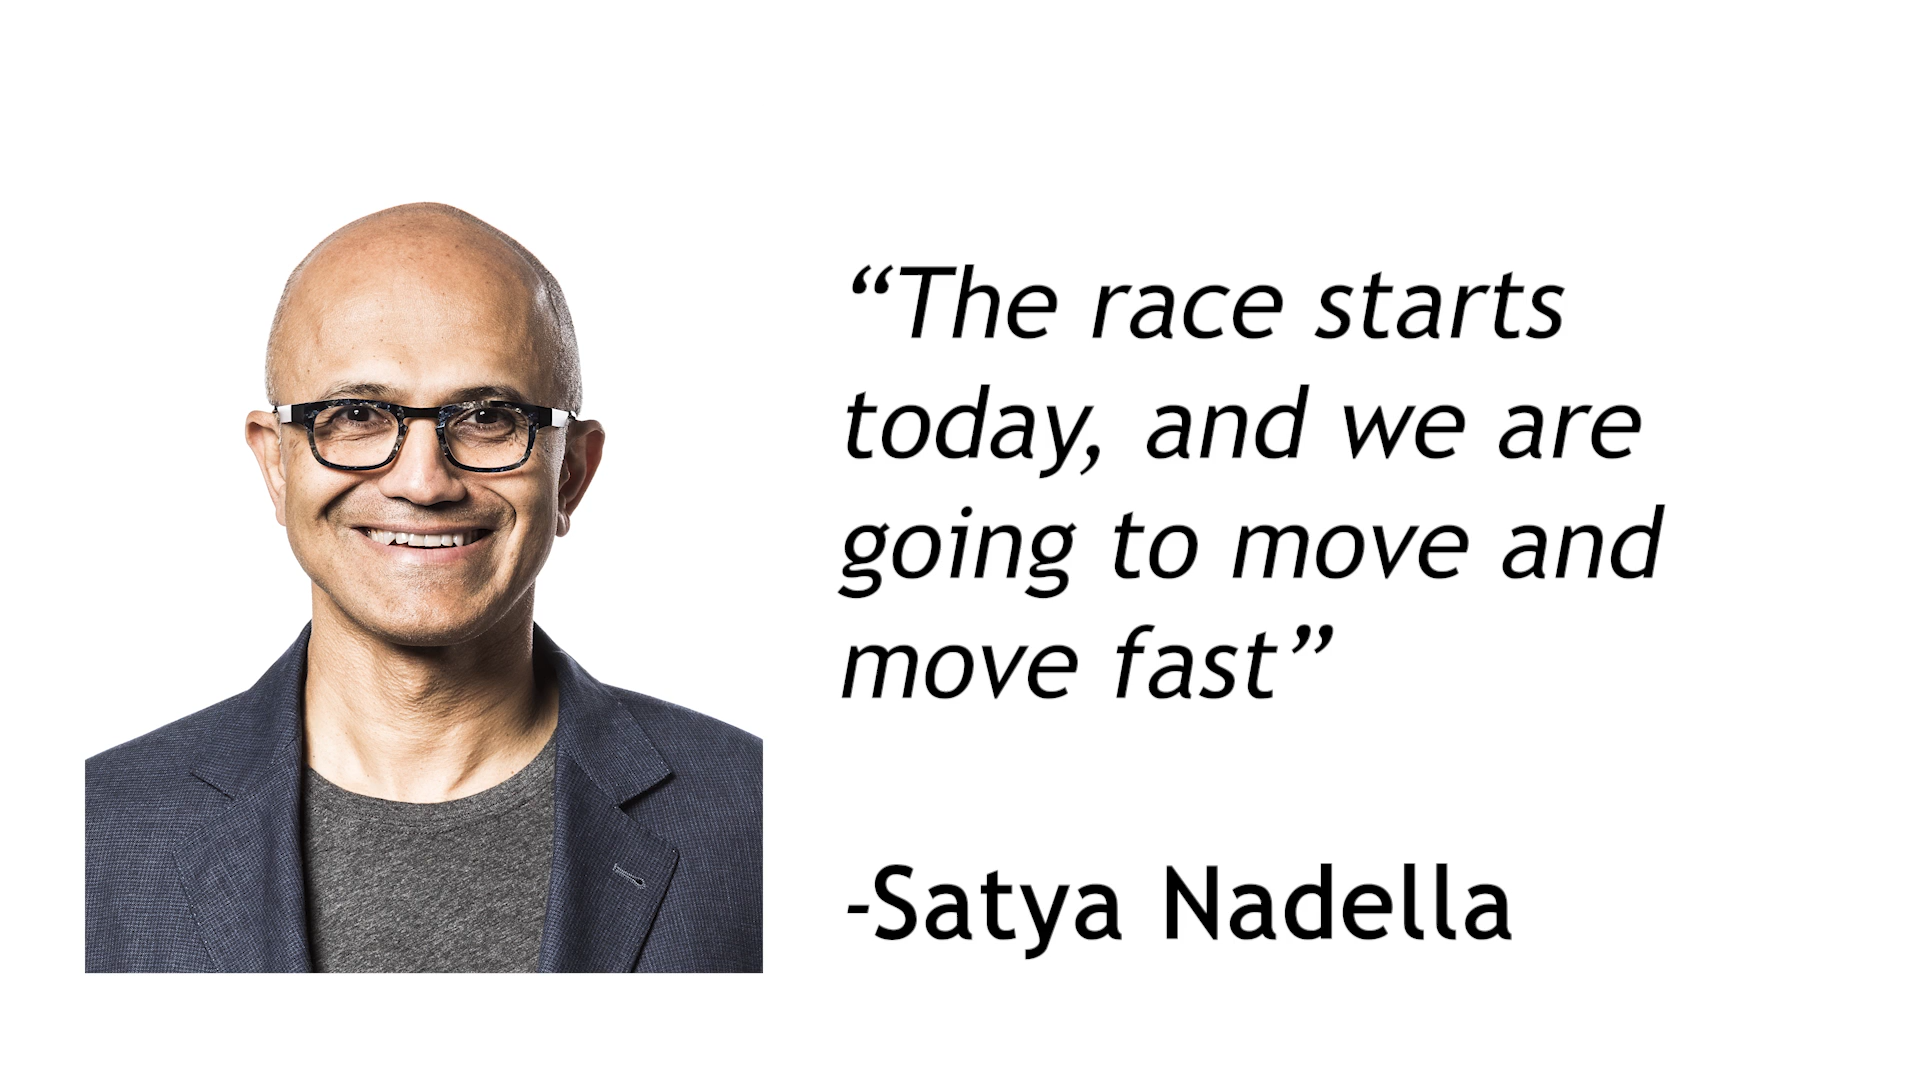 “The race starts
today, and we are
going to move and
move fast”
-Satya Nadella